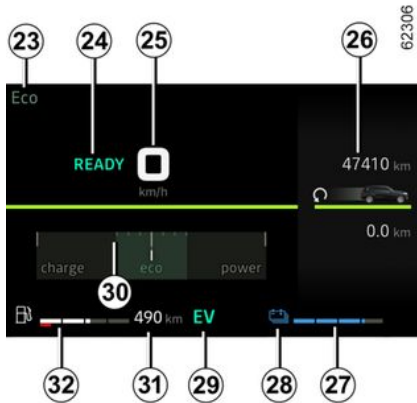 62306
23 24 25 26
Eco
READY 0
km/h
47410 km
0.0 km
charge eco power
30
490 km EV
32 31 29 28 27